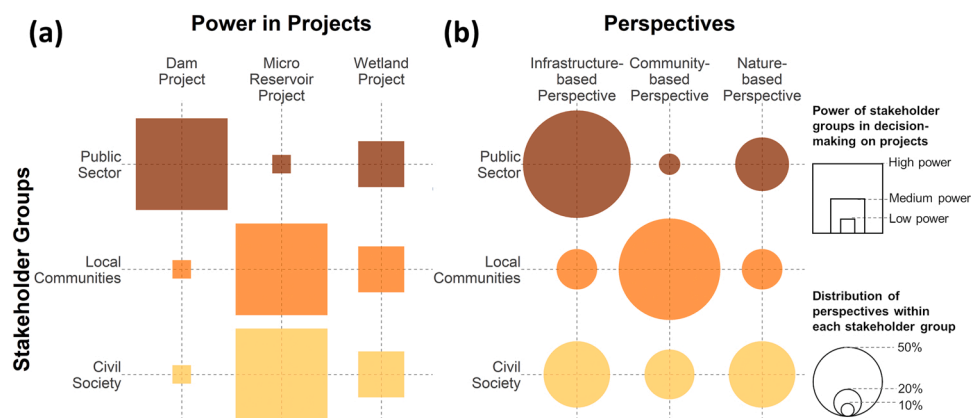 (a)
Power in Projects
Dam
Project
Micro
Reservoir
Project
Wetland
Project
Stakeholder Groups
Public
Sector
Local
Communities
Civil
Society
(b)
Perspectives
Infrastructure-
based
Perspective
Community-
based
Perspective
Nature-
based
Perspective
Public
Sector
Local
Communities
Civil
Society
Power of stakeholder
groups in decision-
making on projects
High power
Medium power
Low power
Distribution of
perspectives within
each stakeholder group
50%
20%
10%